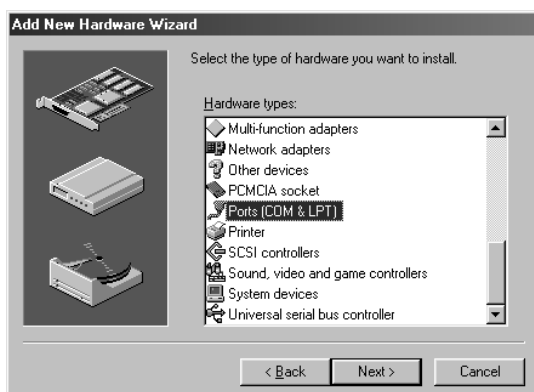 Add New Hardware Wizard
Select the type of hardware you want to install.
Hardware types:
Multi-function adapters
Network adapters
Other devices
PCMCIA socket
Ports (COM & LPT)
Printer
SCSI controllers
Sound, video and game controllers
System devices
Universal serial bus controller
< Back
Next >
Cancel